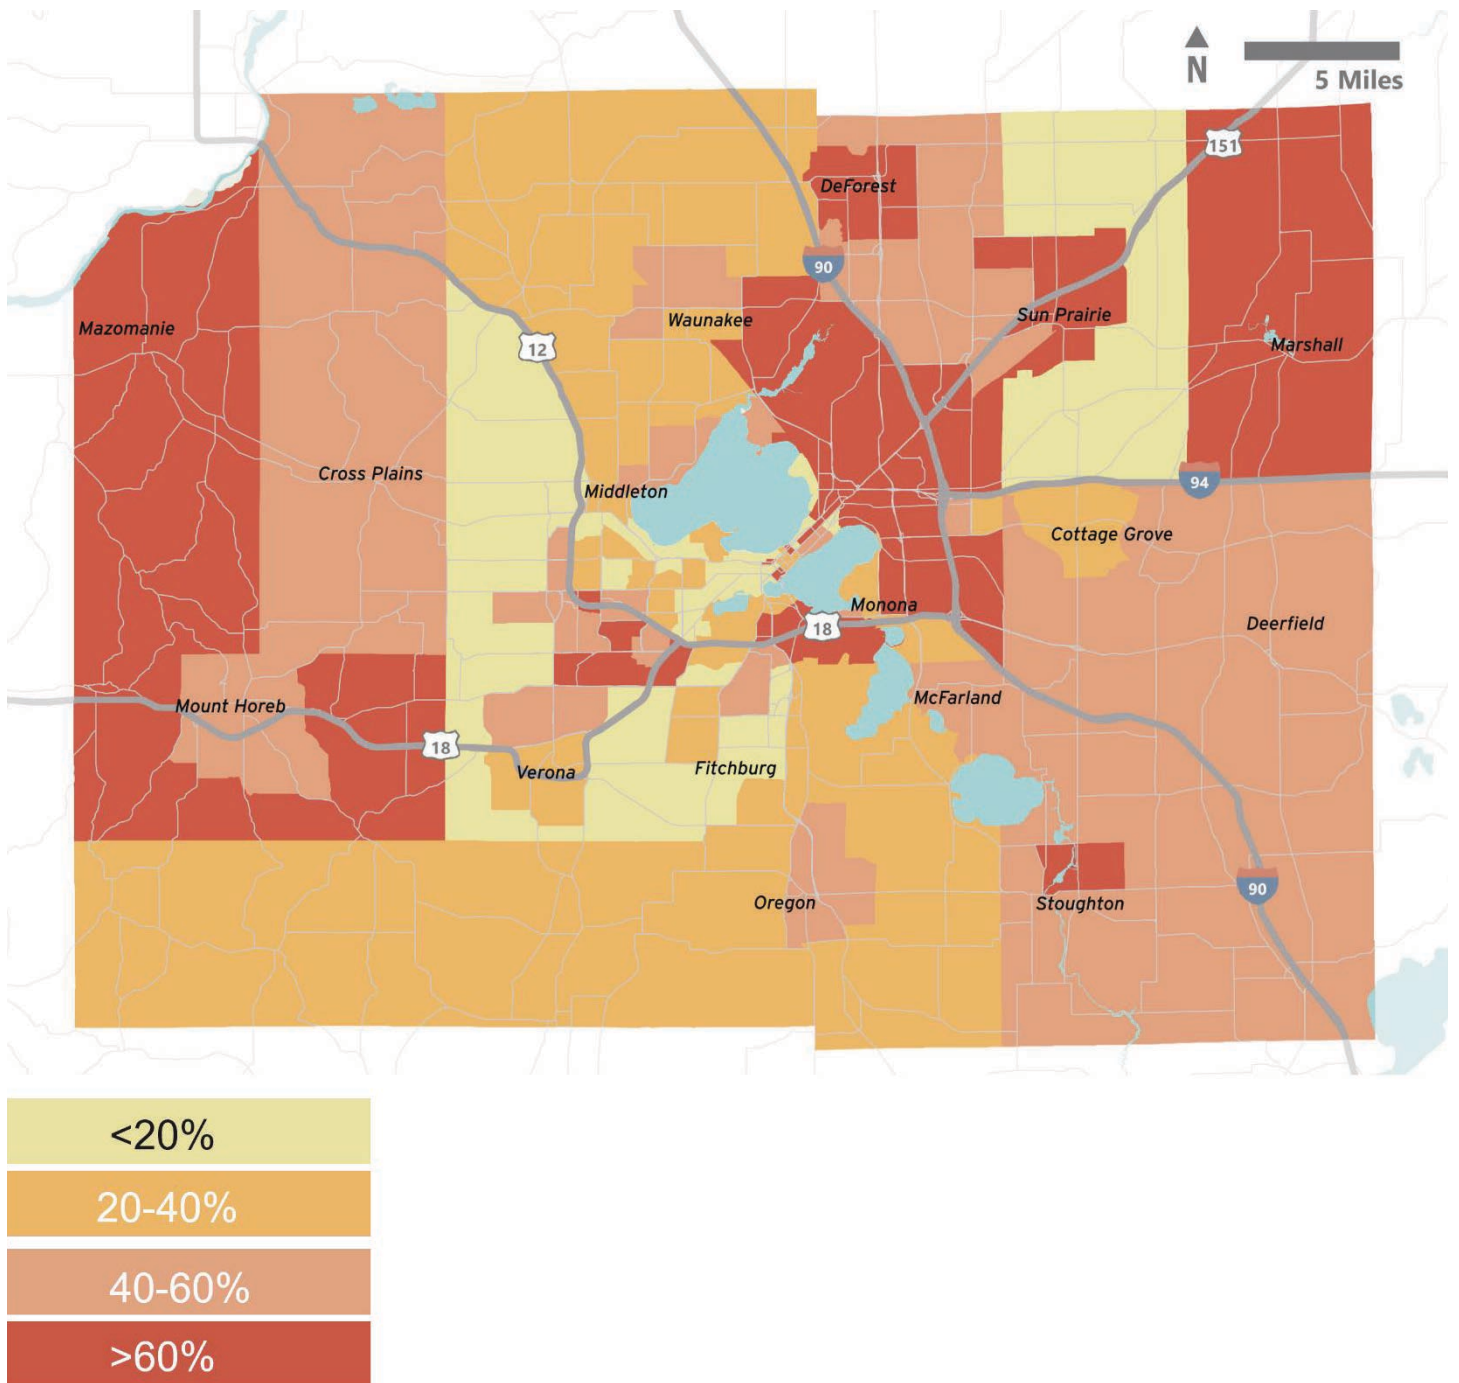 N
5 Miles
151
DeForest
90
Sun Prairie
Waunakee
Mazomanie
12
Marshall
Cross Plains
Middleton
94
Cottage Grove
Monona
18
Deerfield
McFarland
Mount Horeb
18
Verona
Fitchburg
90
Oregon
Stoughton
<20%
20-40%
40-60%
>60%